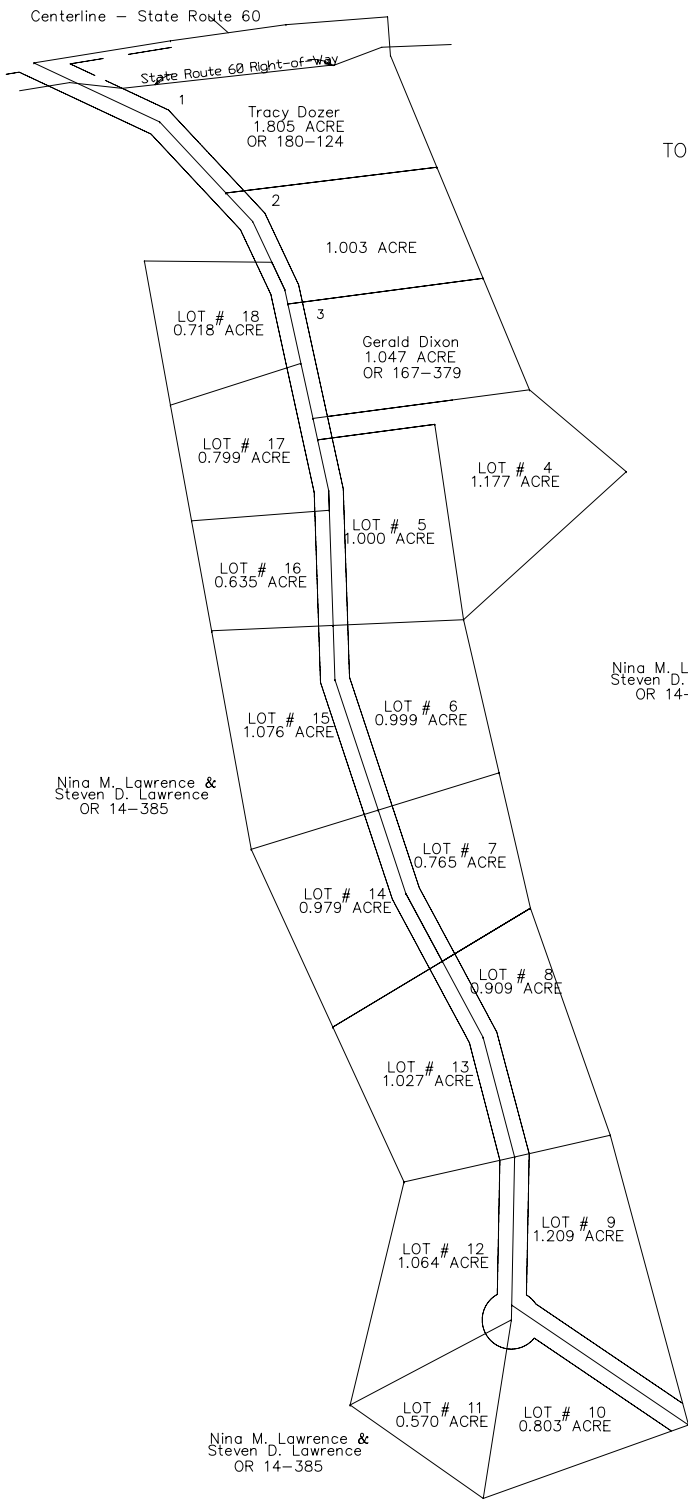 Centerline – State Route 60
State Route 60 Right-of-Way
1
Tracy Dozer
1.805 ACRE
OR 180-124
TO
2
1.003 ACRE
3
LOT # 18
0.718 ACRE
Gerald Dixon
1.047 ACRE
OR 167-379
LOT # 17
0.799 ACRE
LOT # 4
1.177 ACRE
LOT # 5
1.000 ACRE
LOT # 16
0.635 ACRE
Nina M. L
Steven D.
OR 14-
LOT # 6
0.999 ACRE
LOT # 15
1.076 ACRE
Nina M. Lawrence &
Steven D. Lawrence
OR 14-385
LOT # 7
0.765 ACRE
LOT # 14
0.979 ACRE
LOT # 8
0.909 ACRE
LOT # 13
1.027 ACRE
LOT # 9
1.209 ACRE
LOT # 12
1.064 ACRE
LOT # 11
0.570 ACRE
LOT # 10
0.803 ACRE
Nina M. Lawrence &
Steven D. Lawrence
OR 14-385